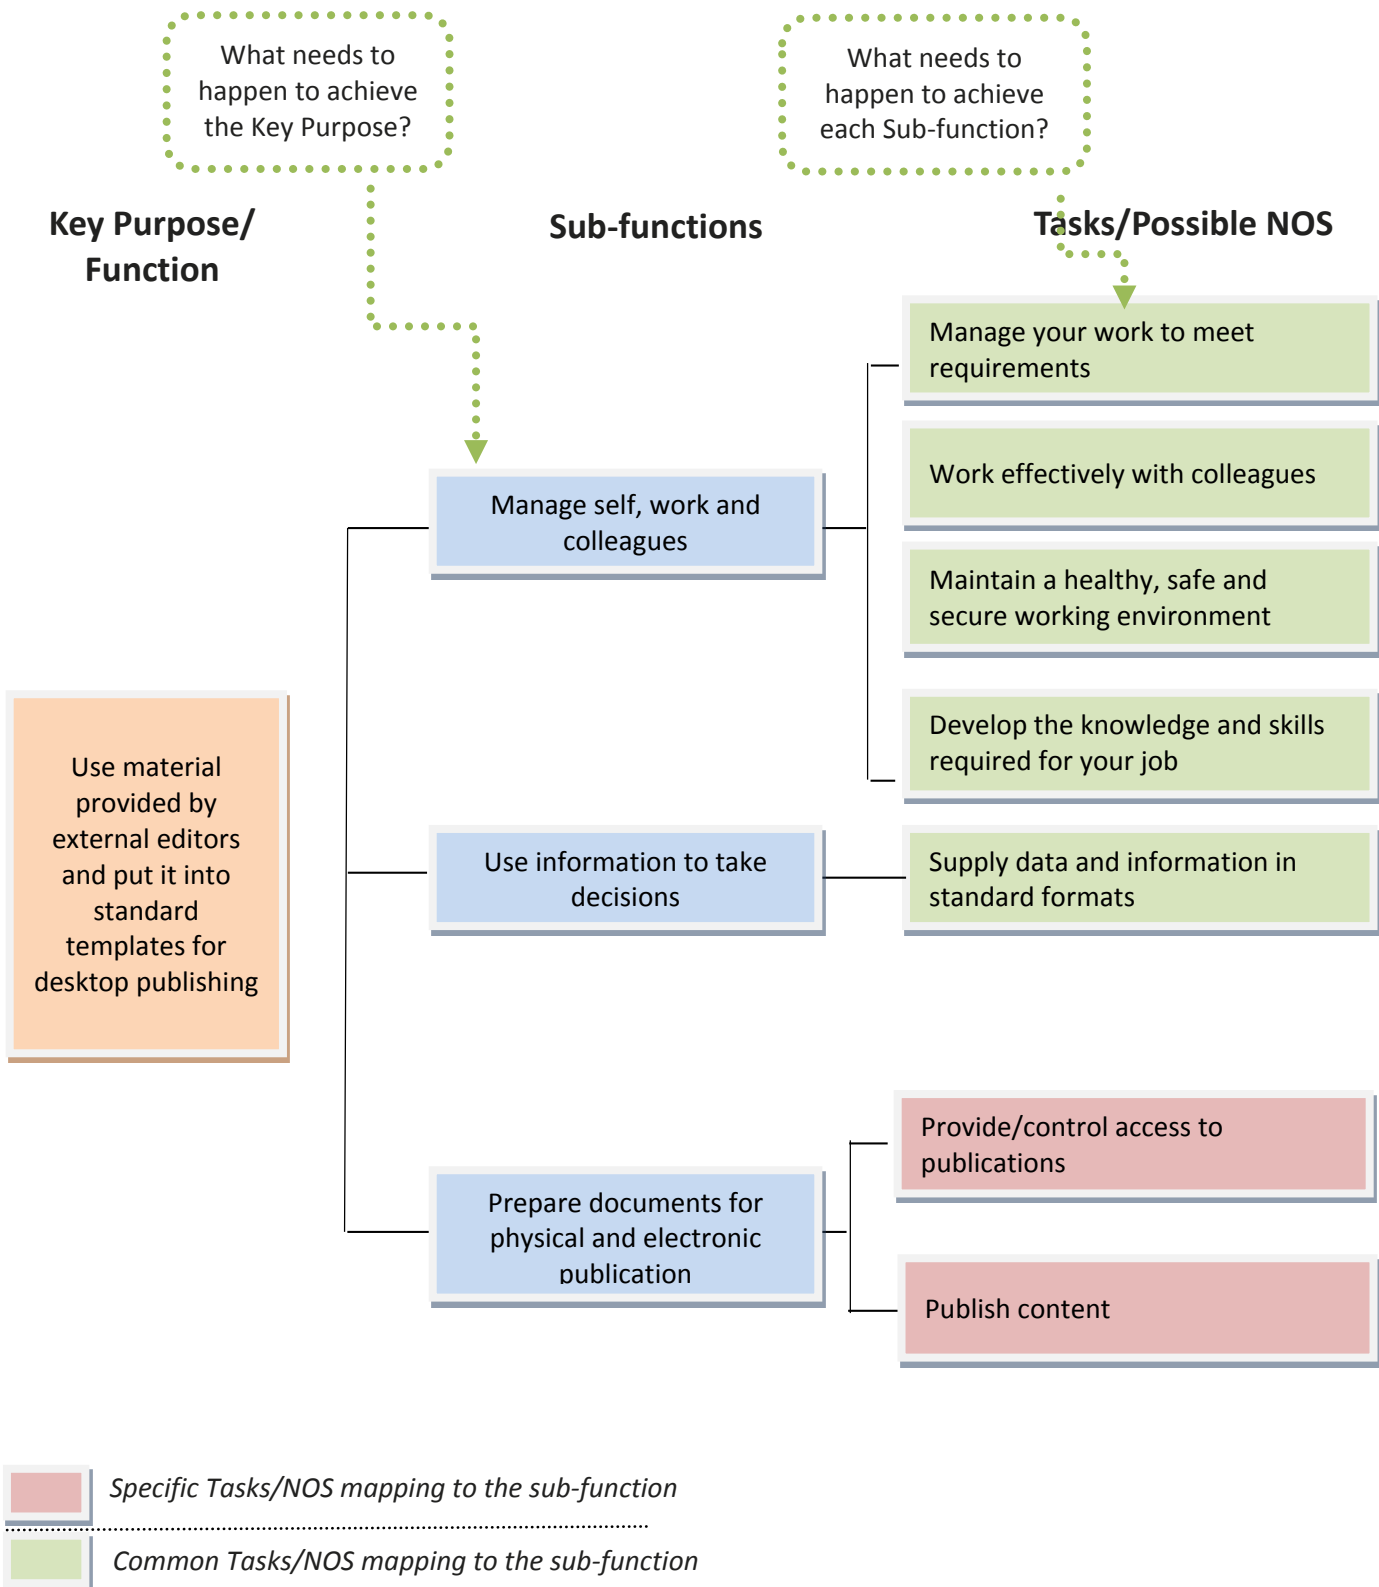 What needs to
happen to achieve
the Key Purpose?
What needs to
happen to achieve
each Sub-function?
Key Purpose/
Function
Sub-functions
Tasks/Possible NOS
Manage your work to meet
requirements
Work effectively with colleagues
Manage self, work and
colleagues
Maintain a healthy, safe and
secure working environment
Develop the knowledge and skills
required for your job
Use material
provided by
external editors
and put it into
standard
templates for
desktop publishing
Use information to take
decisions
Supply data and information in
standard formats
Prepare documents for
physical and electronic
publication
Provide/control access to
publications
Publish content
Specific Tasks/NOS mapping to the sub-function
Common Tasks/NOS mapping to the sub-function